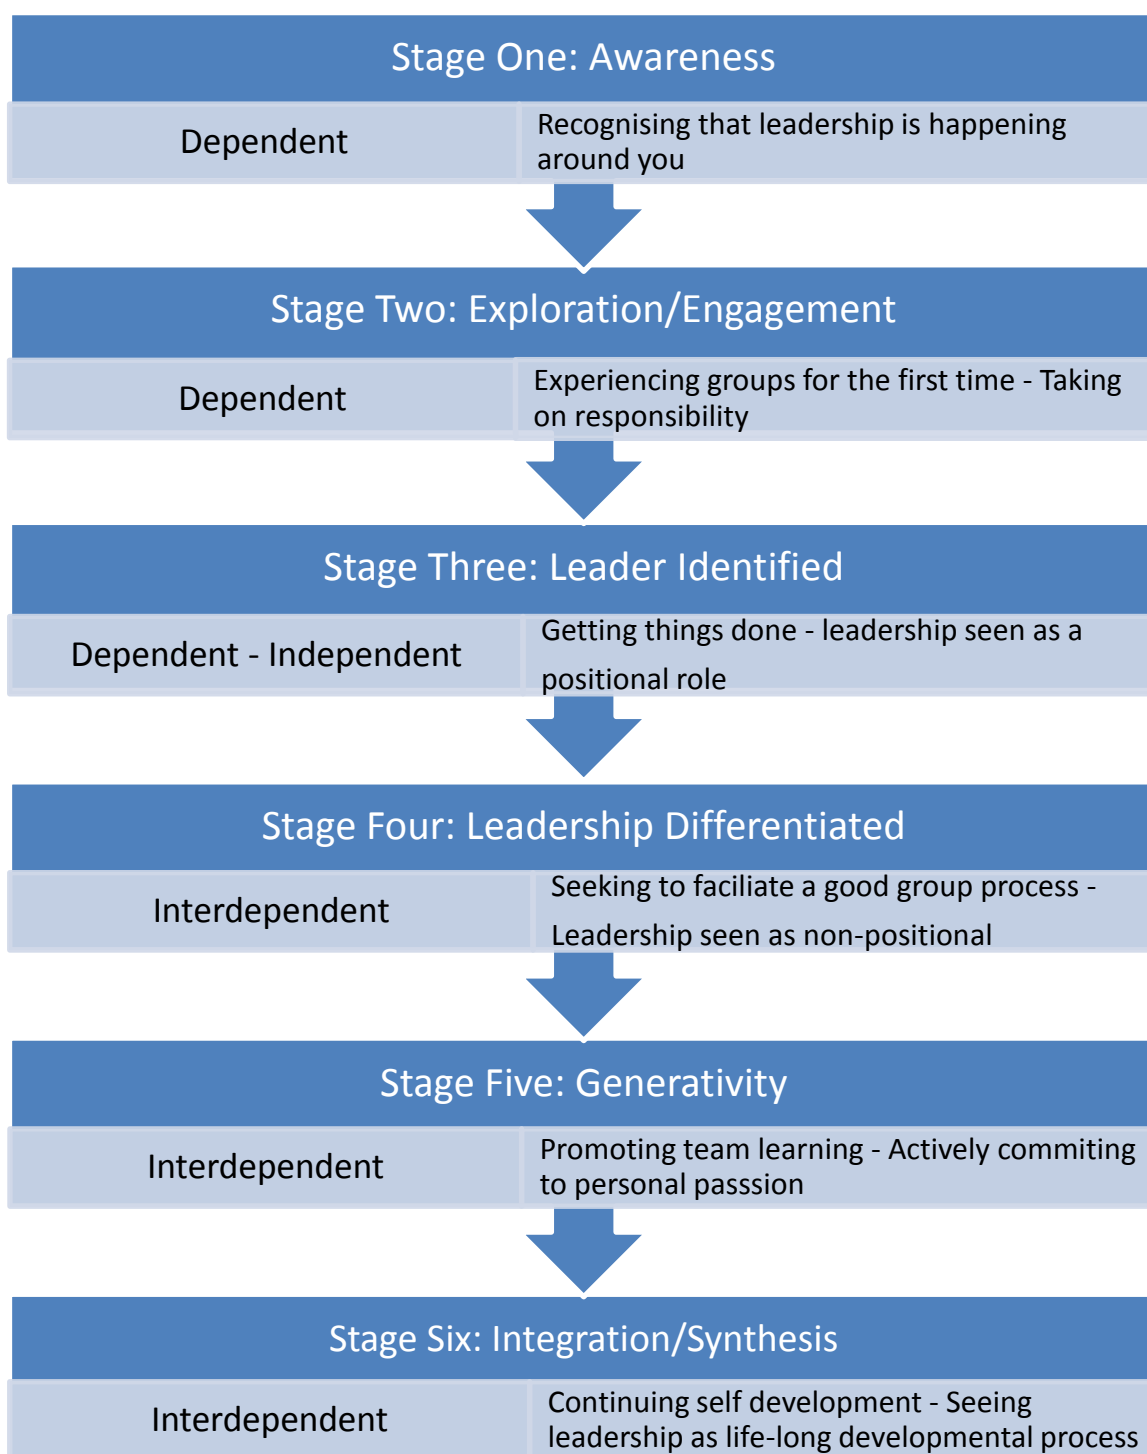 Stage One: Awareness
Dependent
Recognising that leadership is happening
around you
Stage Two: Exploration/Engagement
Dependent
Experiencing groups for the first time - Taking
on responsibility
Stage Three: Leader Identified
Dependent - Independent
Getting things done - leadership seen as a
positional role
Stage Four: Leadership Differentiated
Interdependent
Seeking to faciliate a good group process -
Leadership seen as non-positional
Stage Five: Generativity
Interdependent
Promoting team learning - Actively commiting
to personal passsion
Stage Six: Integration/Synthesis
Interdependent
Continuing self development - Seeing
leadership as life-long developmental process